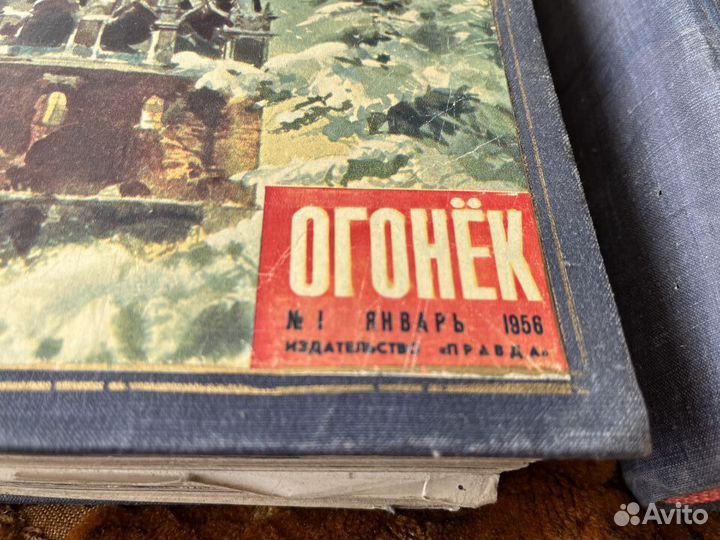 ОГОНЁК
№ 1 ЯНВАРЬ 1956
ИЗДАТЕЛЬСТВО «ПРАВДА»
Avito